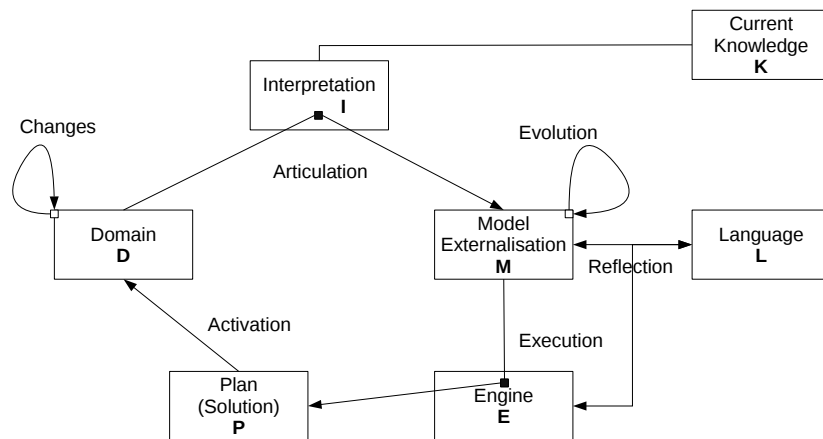 Current
Knowledge
K
Interpretation
I
Changes
Evolution
Articulation
Domain
D
Model
Externalisation
M
Language
L
Reflection
Activation
Execution
Plan
(Solution)
P
Engine
E